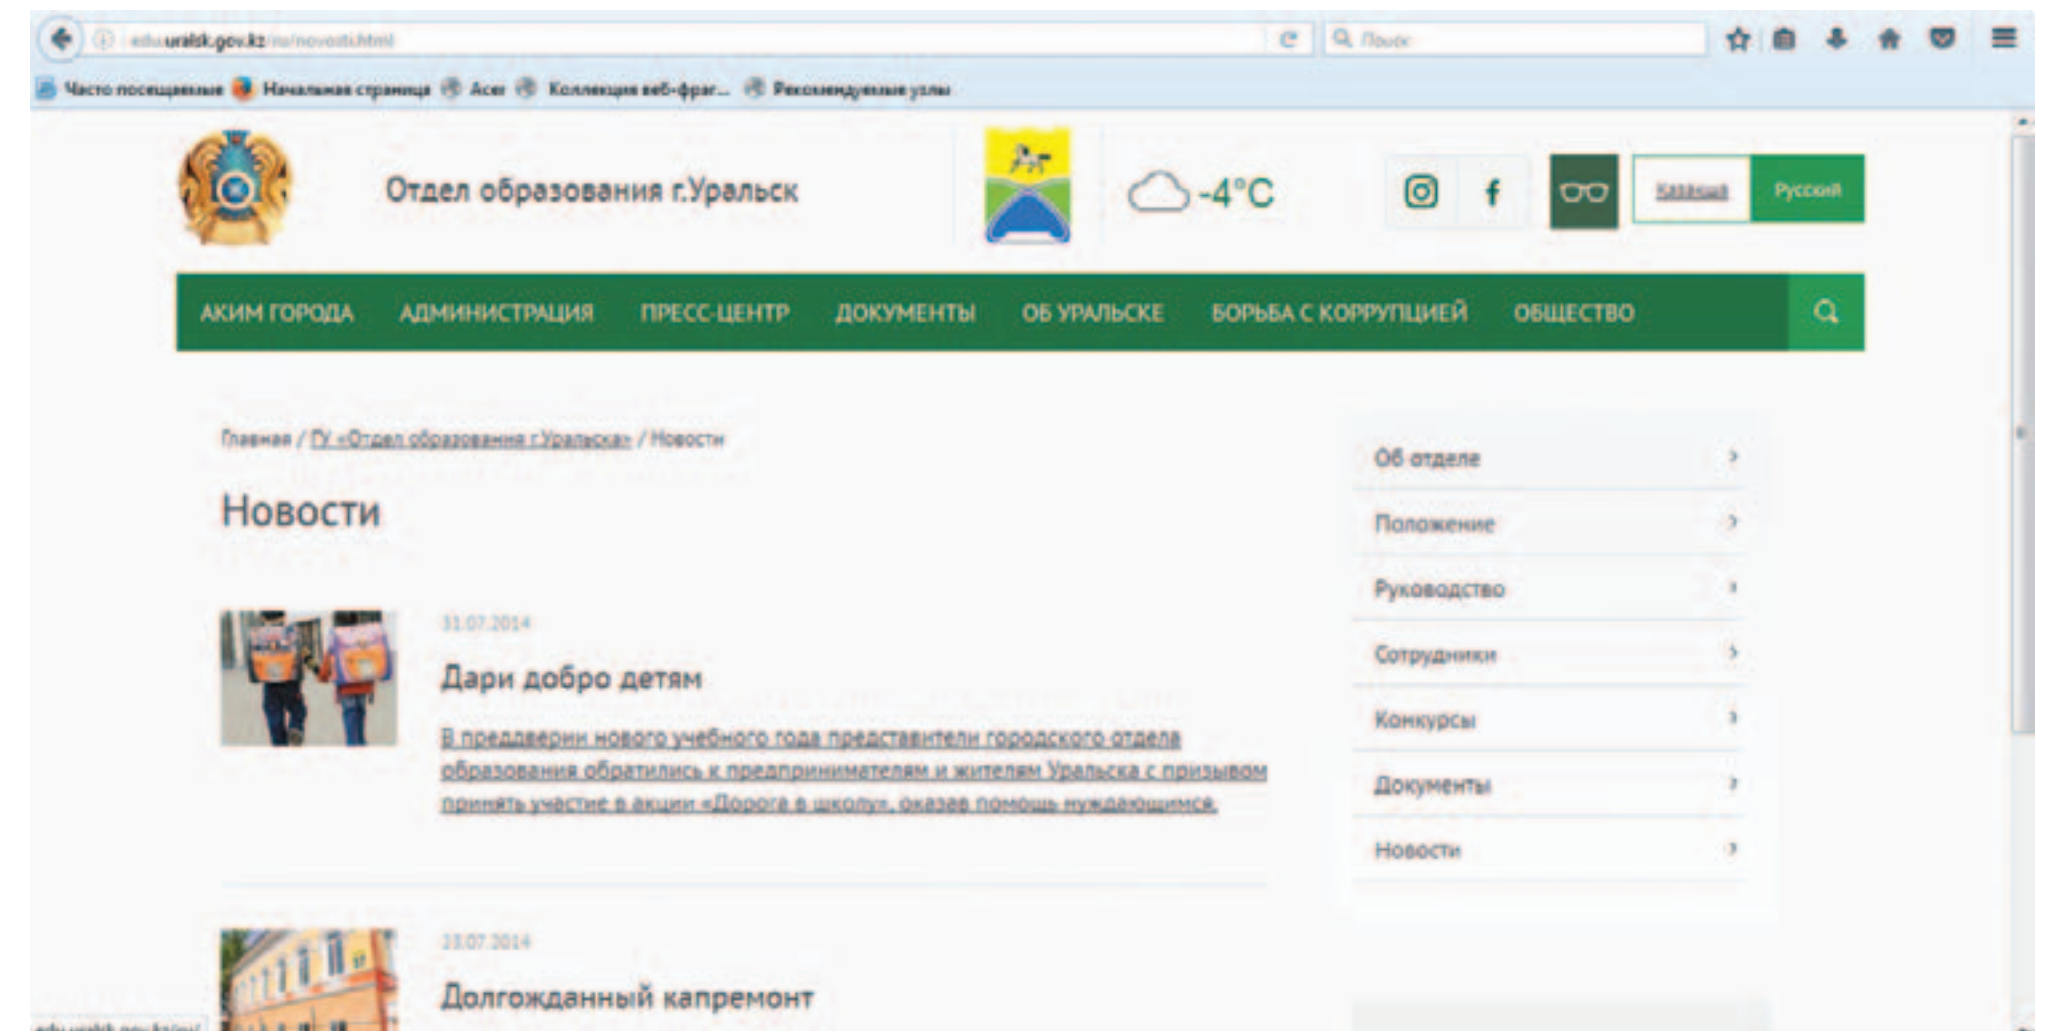 edu.uralsk.gov.kz/ru/novosti.html
Поиск
Часто посещаемые Начальная страница Acer Коллекция веб-фраг... Рекомендуемые узлы
Отдел образования г.Уральск
-4°C
Қазақша Русский
АКИМ ГОРОДА АДМИНИСТРАЦИЯ ПРЕСС-ЦЕНТР ДОКУМЕНТЫ ОБ УРАЛЬСКЕ БОРЬБА С КОРРУПЦИЕЙ ОБЩЕСТВО
Главная / ГУ «Отдел образования г.Уральска» / Новости
Новости
31.07.2014
Дари добро детям
В преддверии нового учебного года представители городского отдела
образования обратились к предпринимателям и жителям Уральска с призывом
принять участие в акции «Дорога в школу», оказав помощь нуждающимся.
23.07.2014
Долгожданный капремонт
Об отделе
Положение
Руководство
Сотрудники
Конкурсы
Документы
Новости